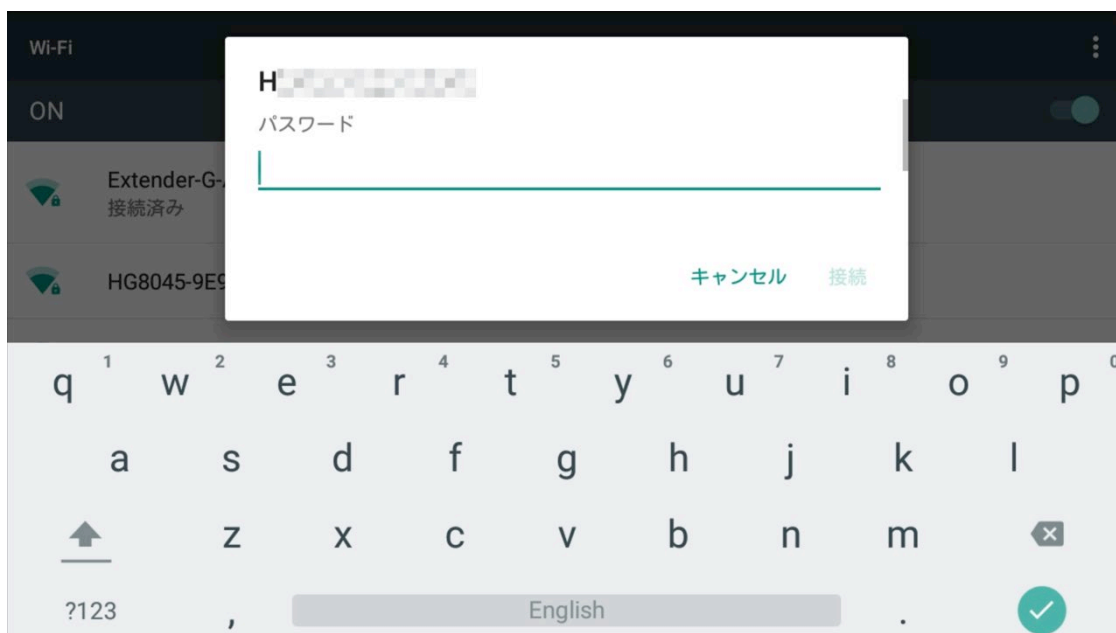 Wi-Fi
H
ON
パスワード
Extender-G-
接続済み
HG8045-9E9
キャンセル 接続
q 1 w 2 e 3 r 4 t 5 y 6 u 7 i 8 o 9 p 0
a s d f g h j k l
z x c v b n m
?123 , English .